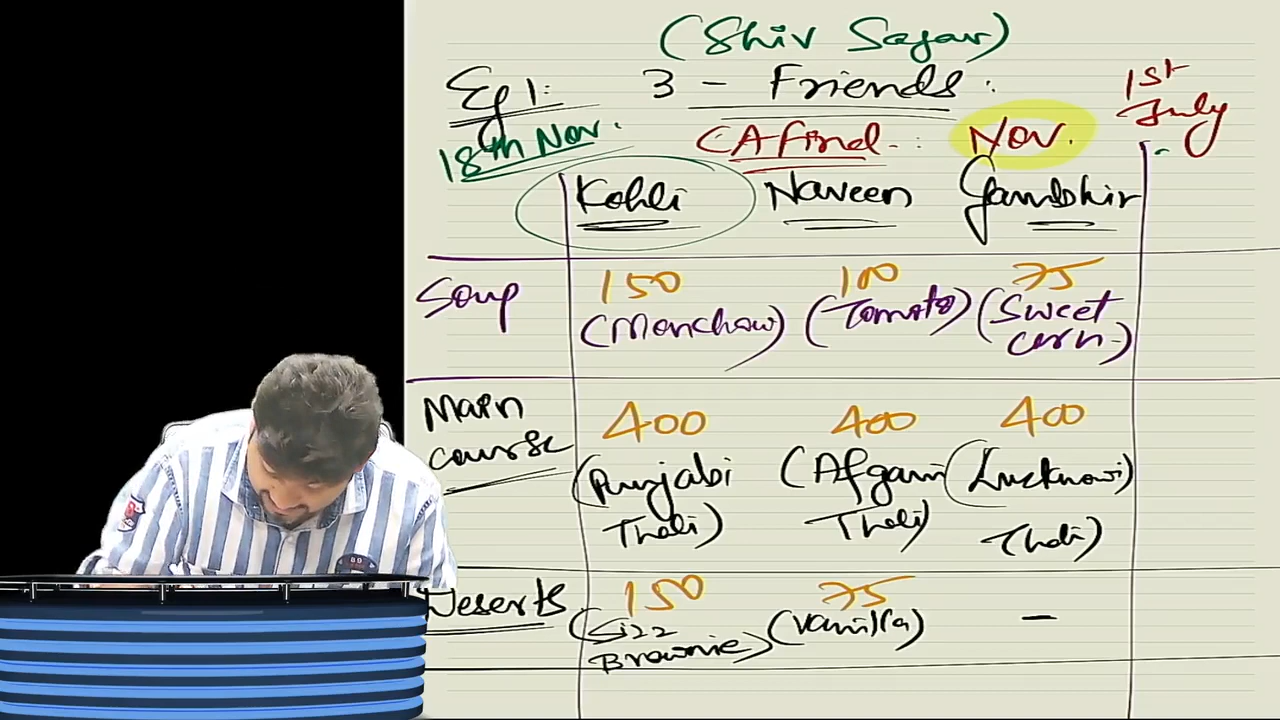 (Shiv Sagar)
Eg 1: 3 - Friends :
1st July
18th Nov. CA Final. : Nov.
Kohli Naveen Gambhir
Soup 150 100 75
(Manchow) (Tomato) (Sweet corn)
Main course 400 400 400
(Punjabi Thali) (Afgani Thali) (Lucknowi Thali)
Deserts 150 75 -
(Sizz Brownie) (Vanilla)